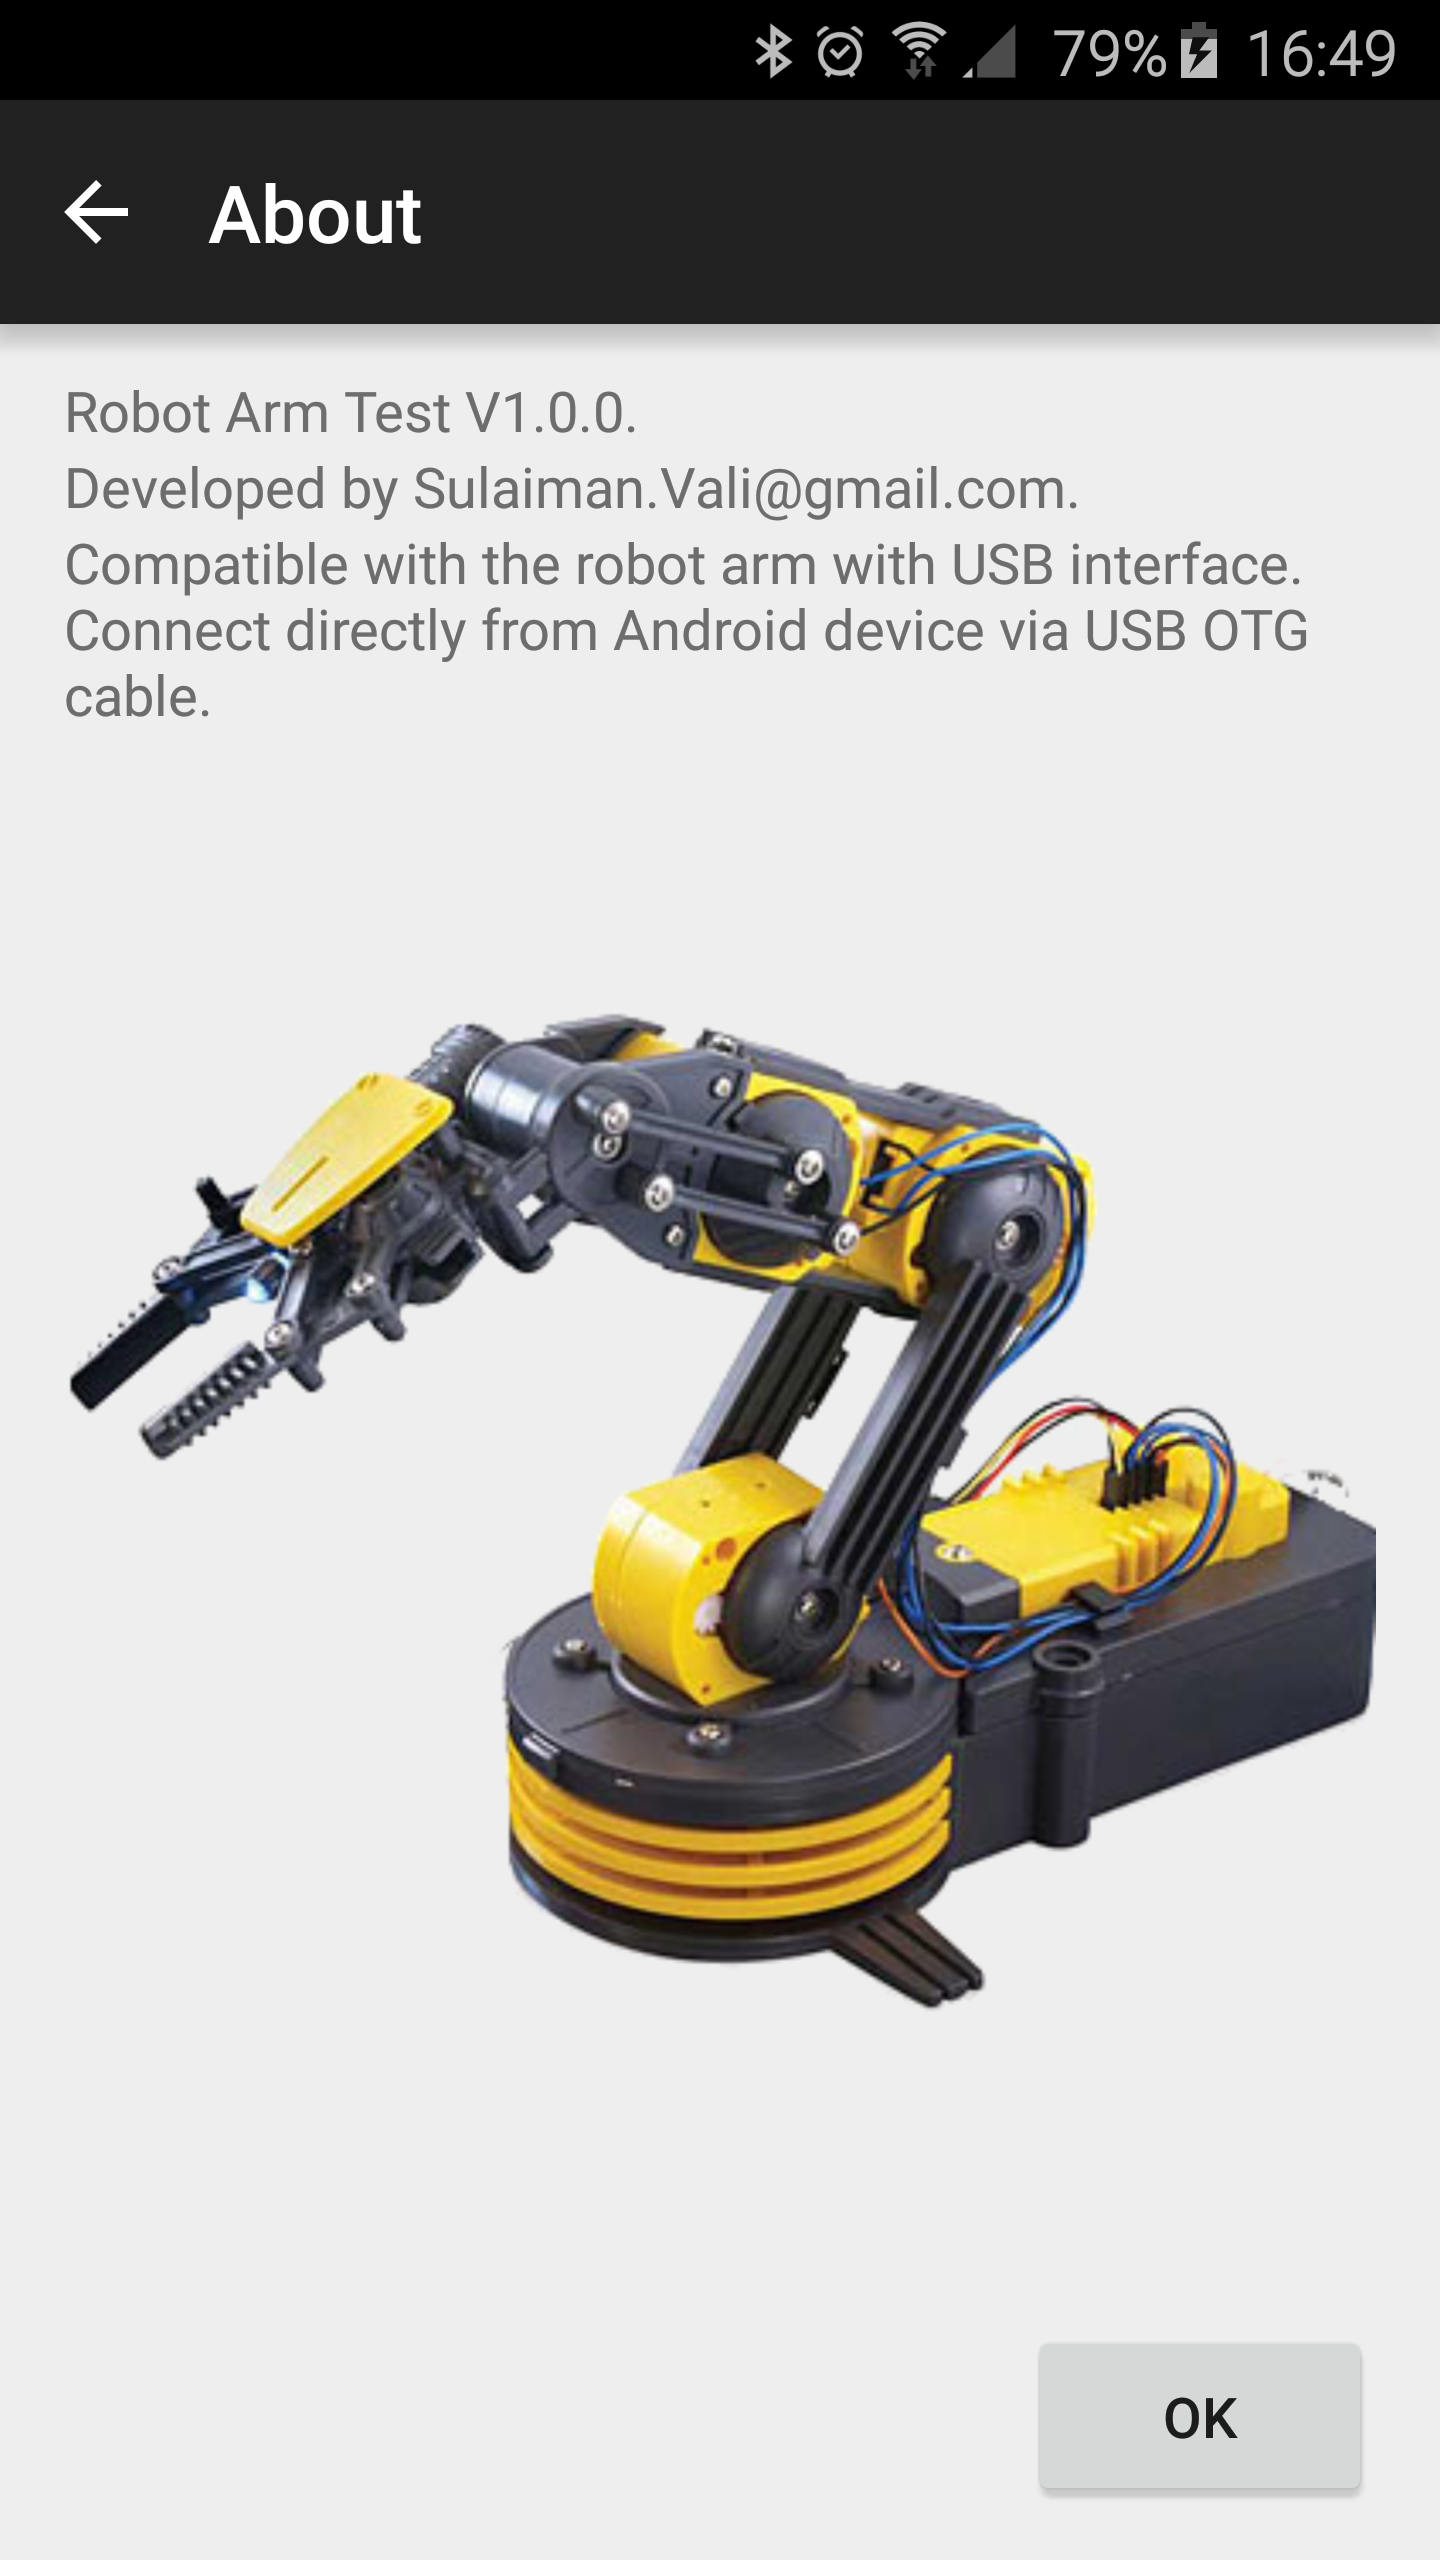 79% 16:49
About
Robot Arm Test V1.0.0.
Developed by Sulaiman.Vali@gmail.com.
Compatible with the robot arm with USB interface.
Connect directly from Android device via USB OTG
cable.
OK